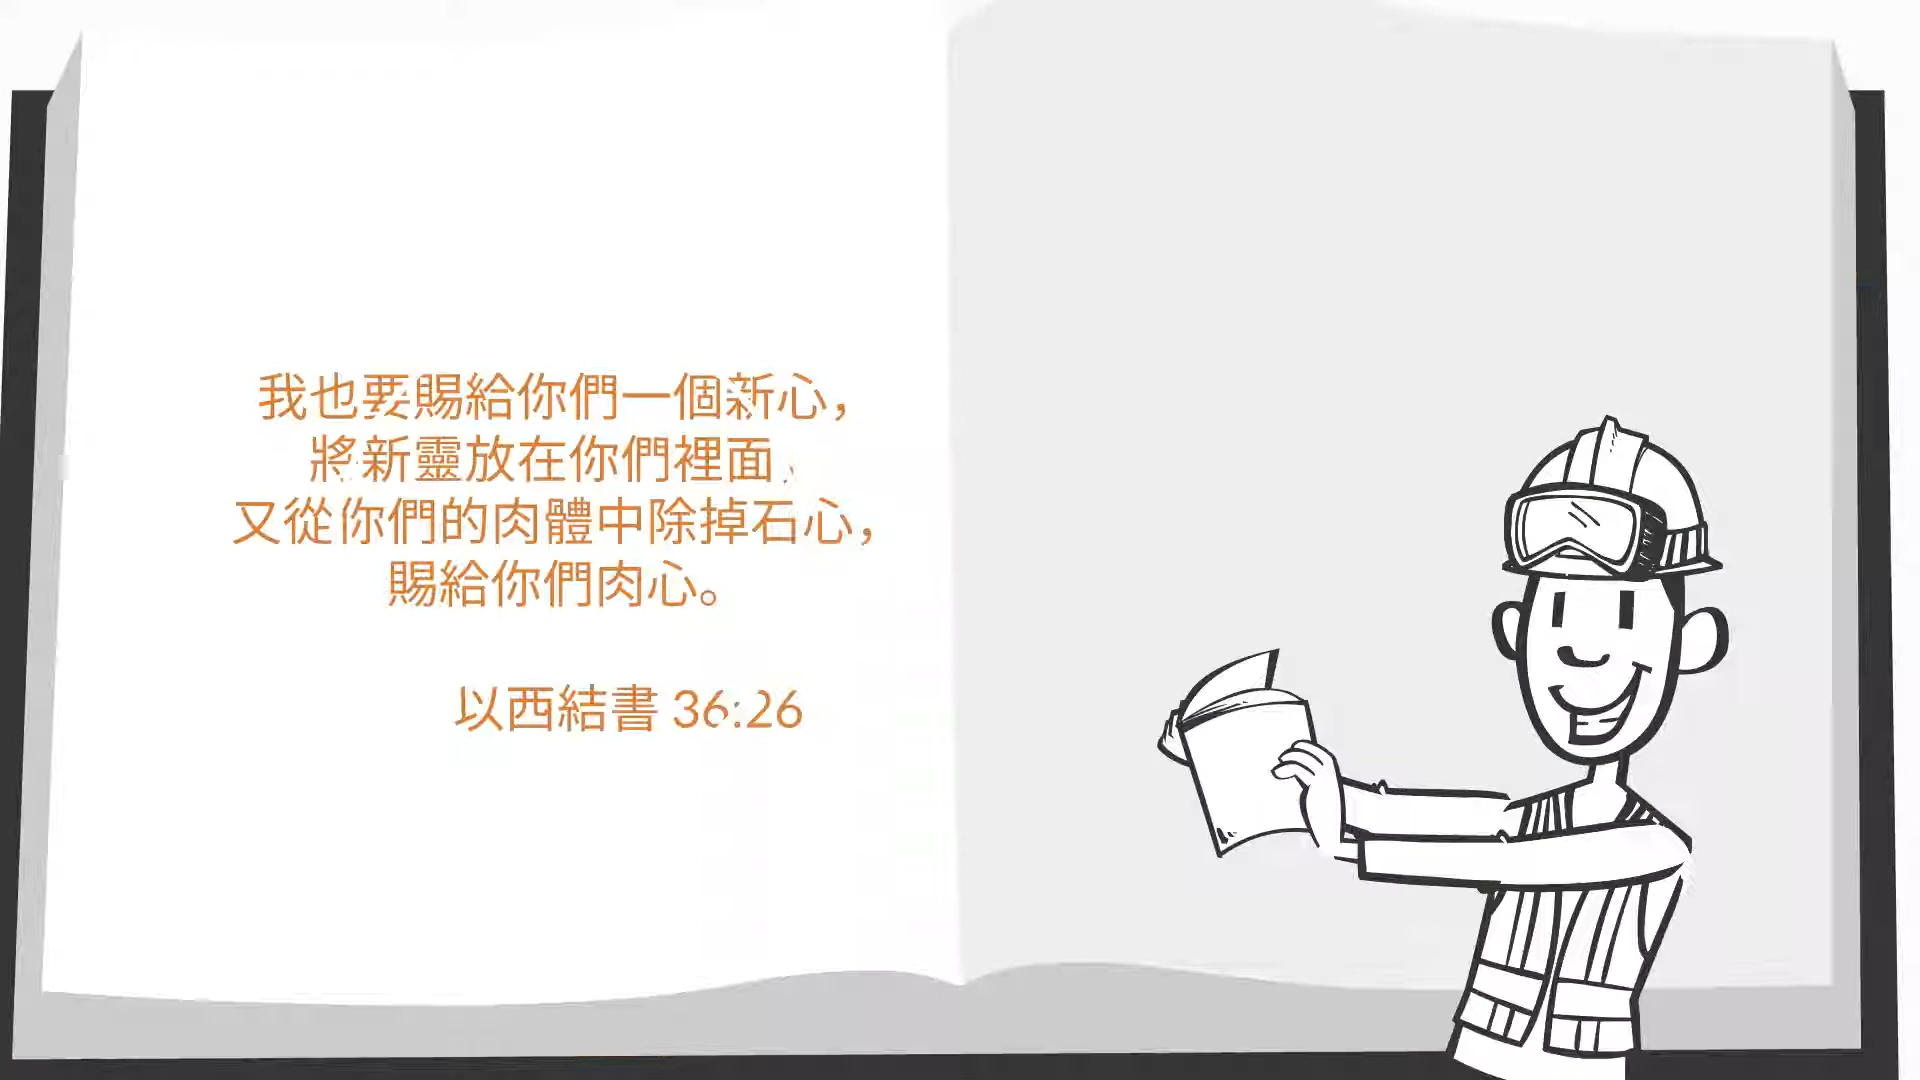 我也要賜給你們一個新心，
將新靈放在你們裡面，
又從你們的肉體中除掉石心，
賜給你們肉心。
以西結書 36:26